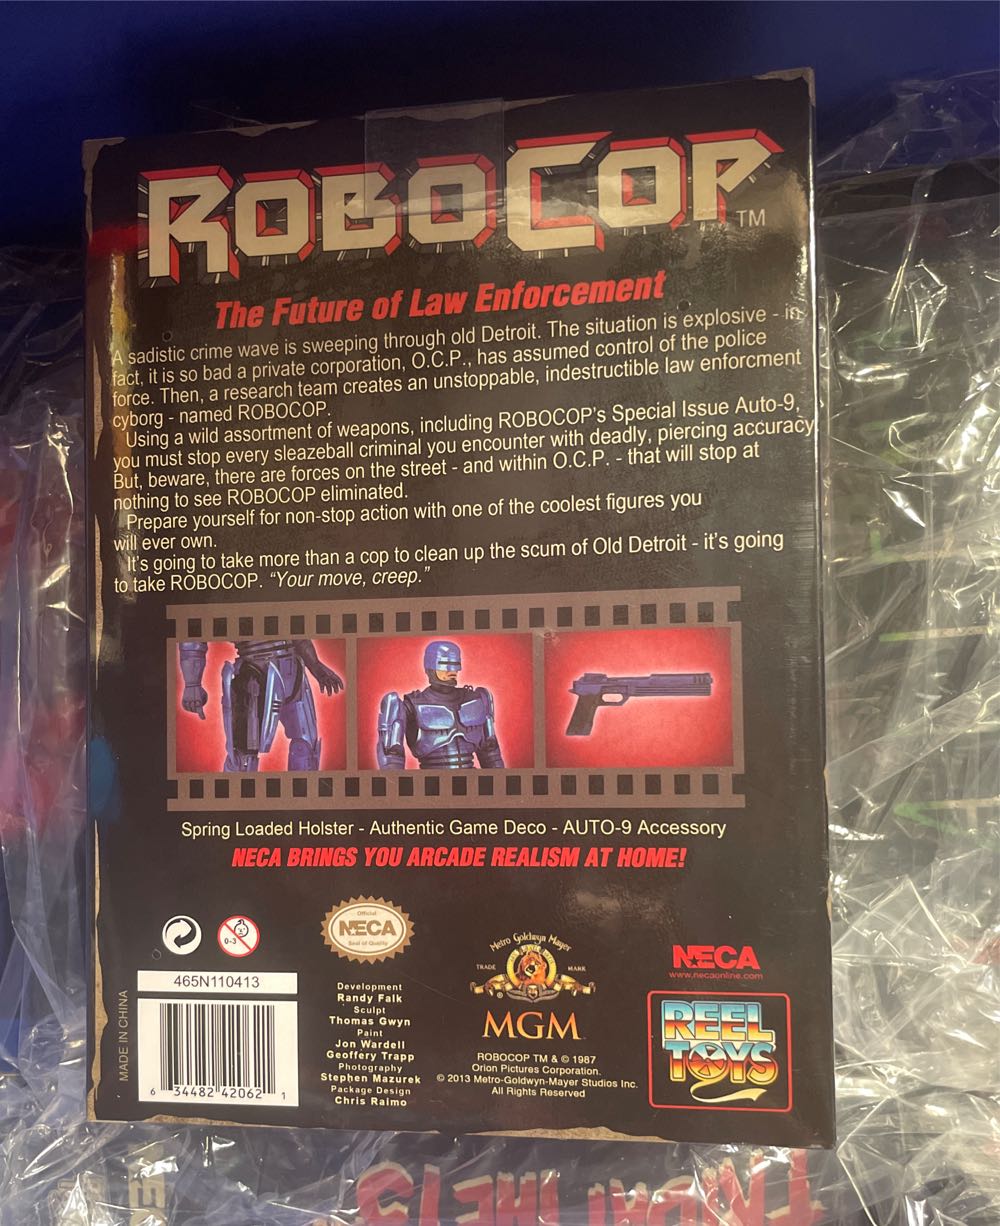 ROBOCOP TM
The Future of Law Enforcement
A sadistic crime wave is sweeping through old Detroit. The situation is explosive - in
fact, it is so bad a private corporation, O.C.P., has assumed control of the police
force. Then, a research team creates an unstoppable, indestructible law enforcment
cyborg - named ROBOCOP.
Using a wild assortment of weapons, including ROBOCOP's Special Issue Auto-9,
you must stop every sleazeball criminal you encounter with deadly, piercing accuracy
But, beware, there are forces on the street - and within O.C.P. - that will stop at
nothing to see ROBOCOP eliminated.
Prepare yourself for non-stop action with one of the coolest figures you
will ever own.
It's going to take more than a cop to clean up the scum of Old Detroit - it's going
to take ROBOCOP. "Your move, creep."
Spring Loaded Holster - Authentic Game Deco - AUTO-9 Accessory
NECA BRINGS YOU ARCADE REALISM AT HOME!
0-3
Official
NECA
Seal of Quality
465N110413
MADE IN CHINA
6 34482 42062 1
Development
Randy Falk
Sculpt
Thomas Gwyn
Paint
Jon Wardell
Geoffery Trapp
Photography
Stephen Mazurek
Package Design
Chris Raimo
Metro Goldwyn Mayer
TRADE MARK
MGM
ROBOCOP TM & © 1987
Orion Pictures Corporation.
© 2013 Metro-Goldwyn-Mayer Studios Inc.
All Rights Reserved
NECA
www.necaonline.com
REEL
TOYS